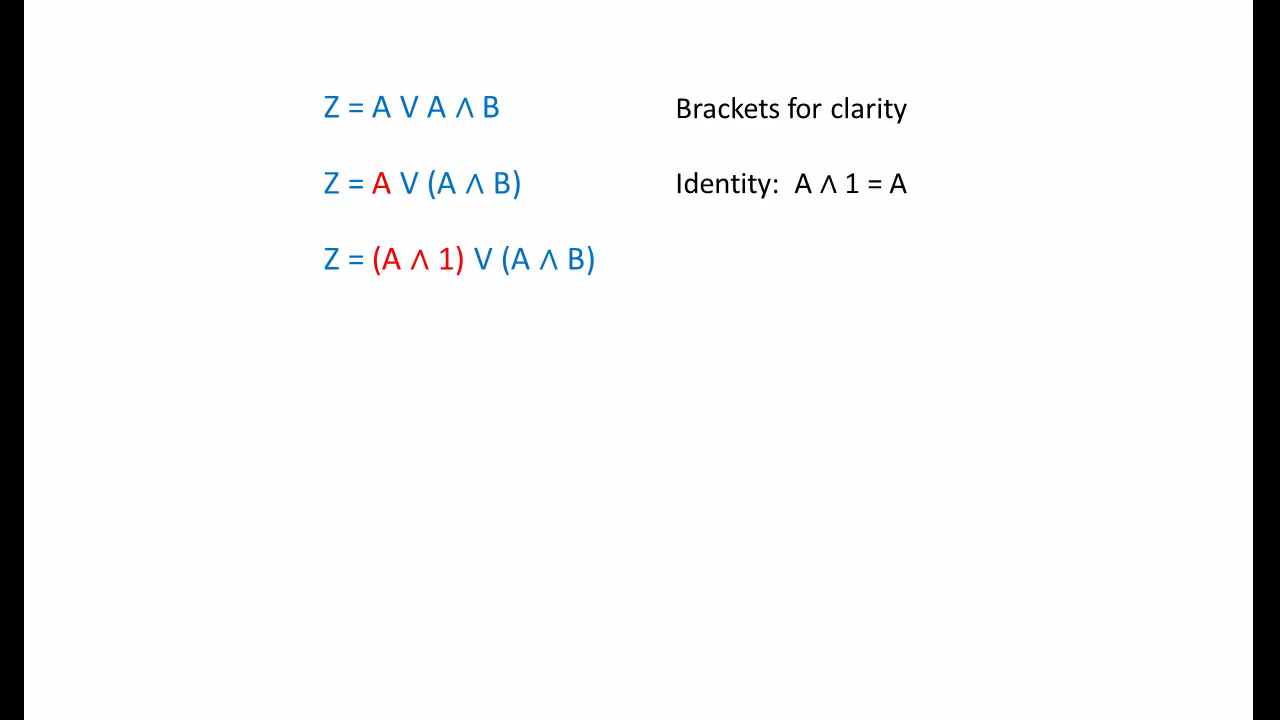 Z = A V A ∧ B
Brackets for clarity
Z = A V (A ∧ B)
Identity: A ∧ 1 = A
Z = (A ∧ 1) V (A ∧ B)